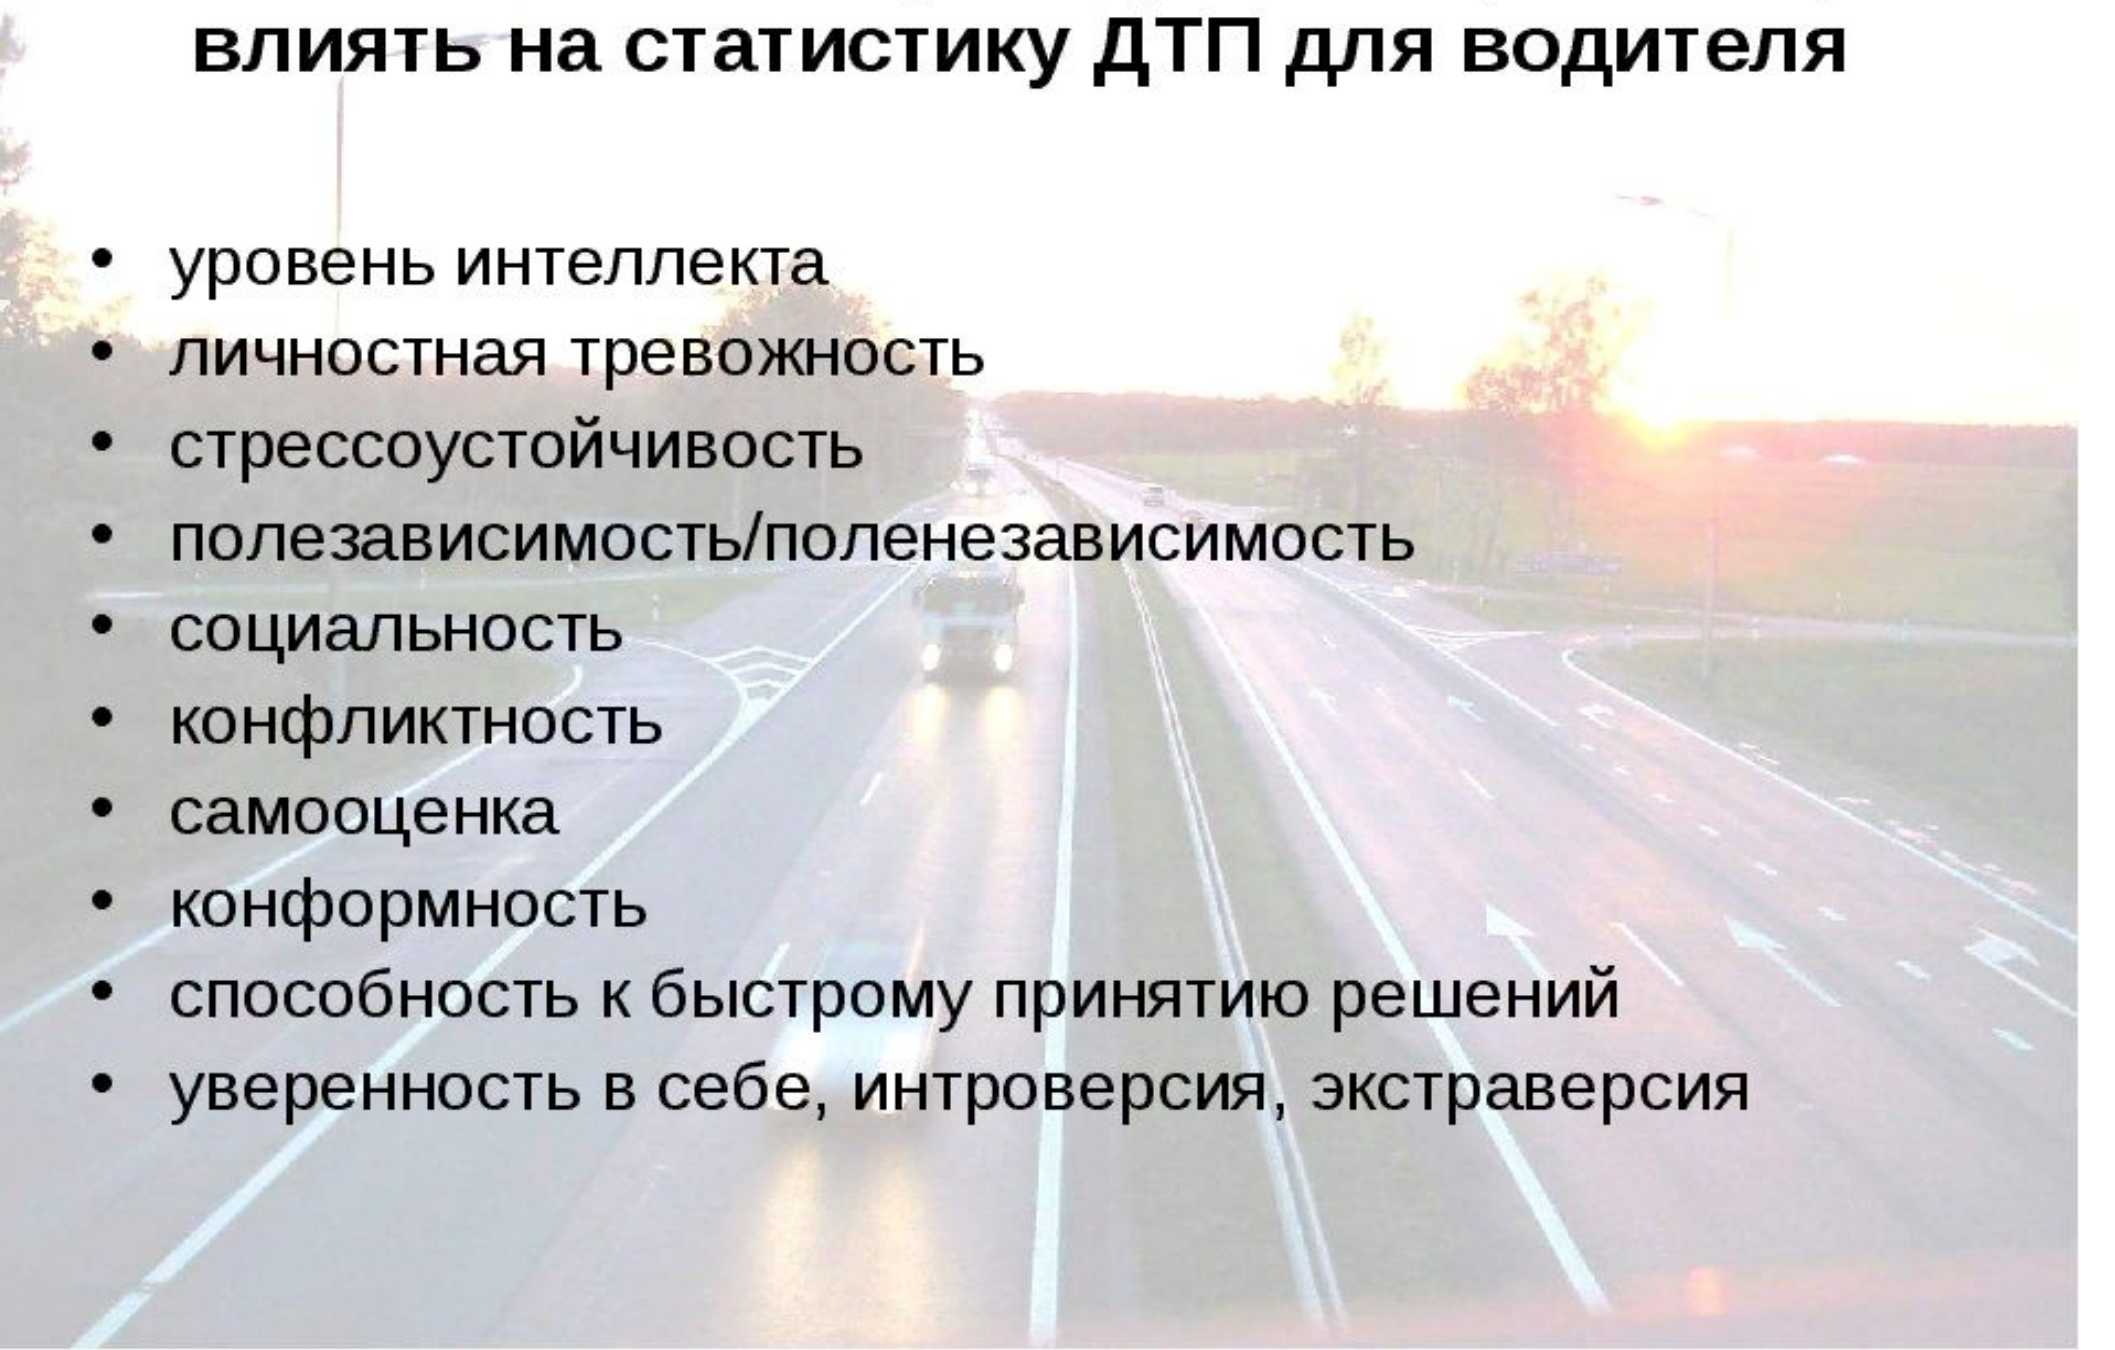 влиять на статистику ДТП для водителя
• уровень интеллекта
• личностная тревожность
• стрессоустойчивость
• полезависимость/поленезависимость
• социальность
• конфликтность
• самооценка
• конформность
• способность к быстрому принятию решений
• уверенность в себе, интроверсия, экстраверсия